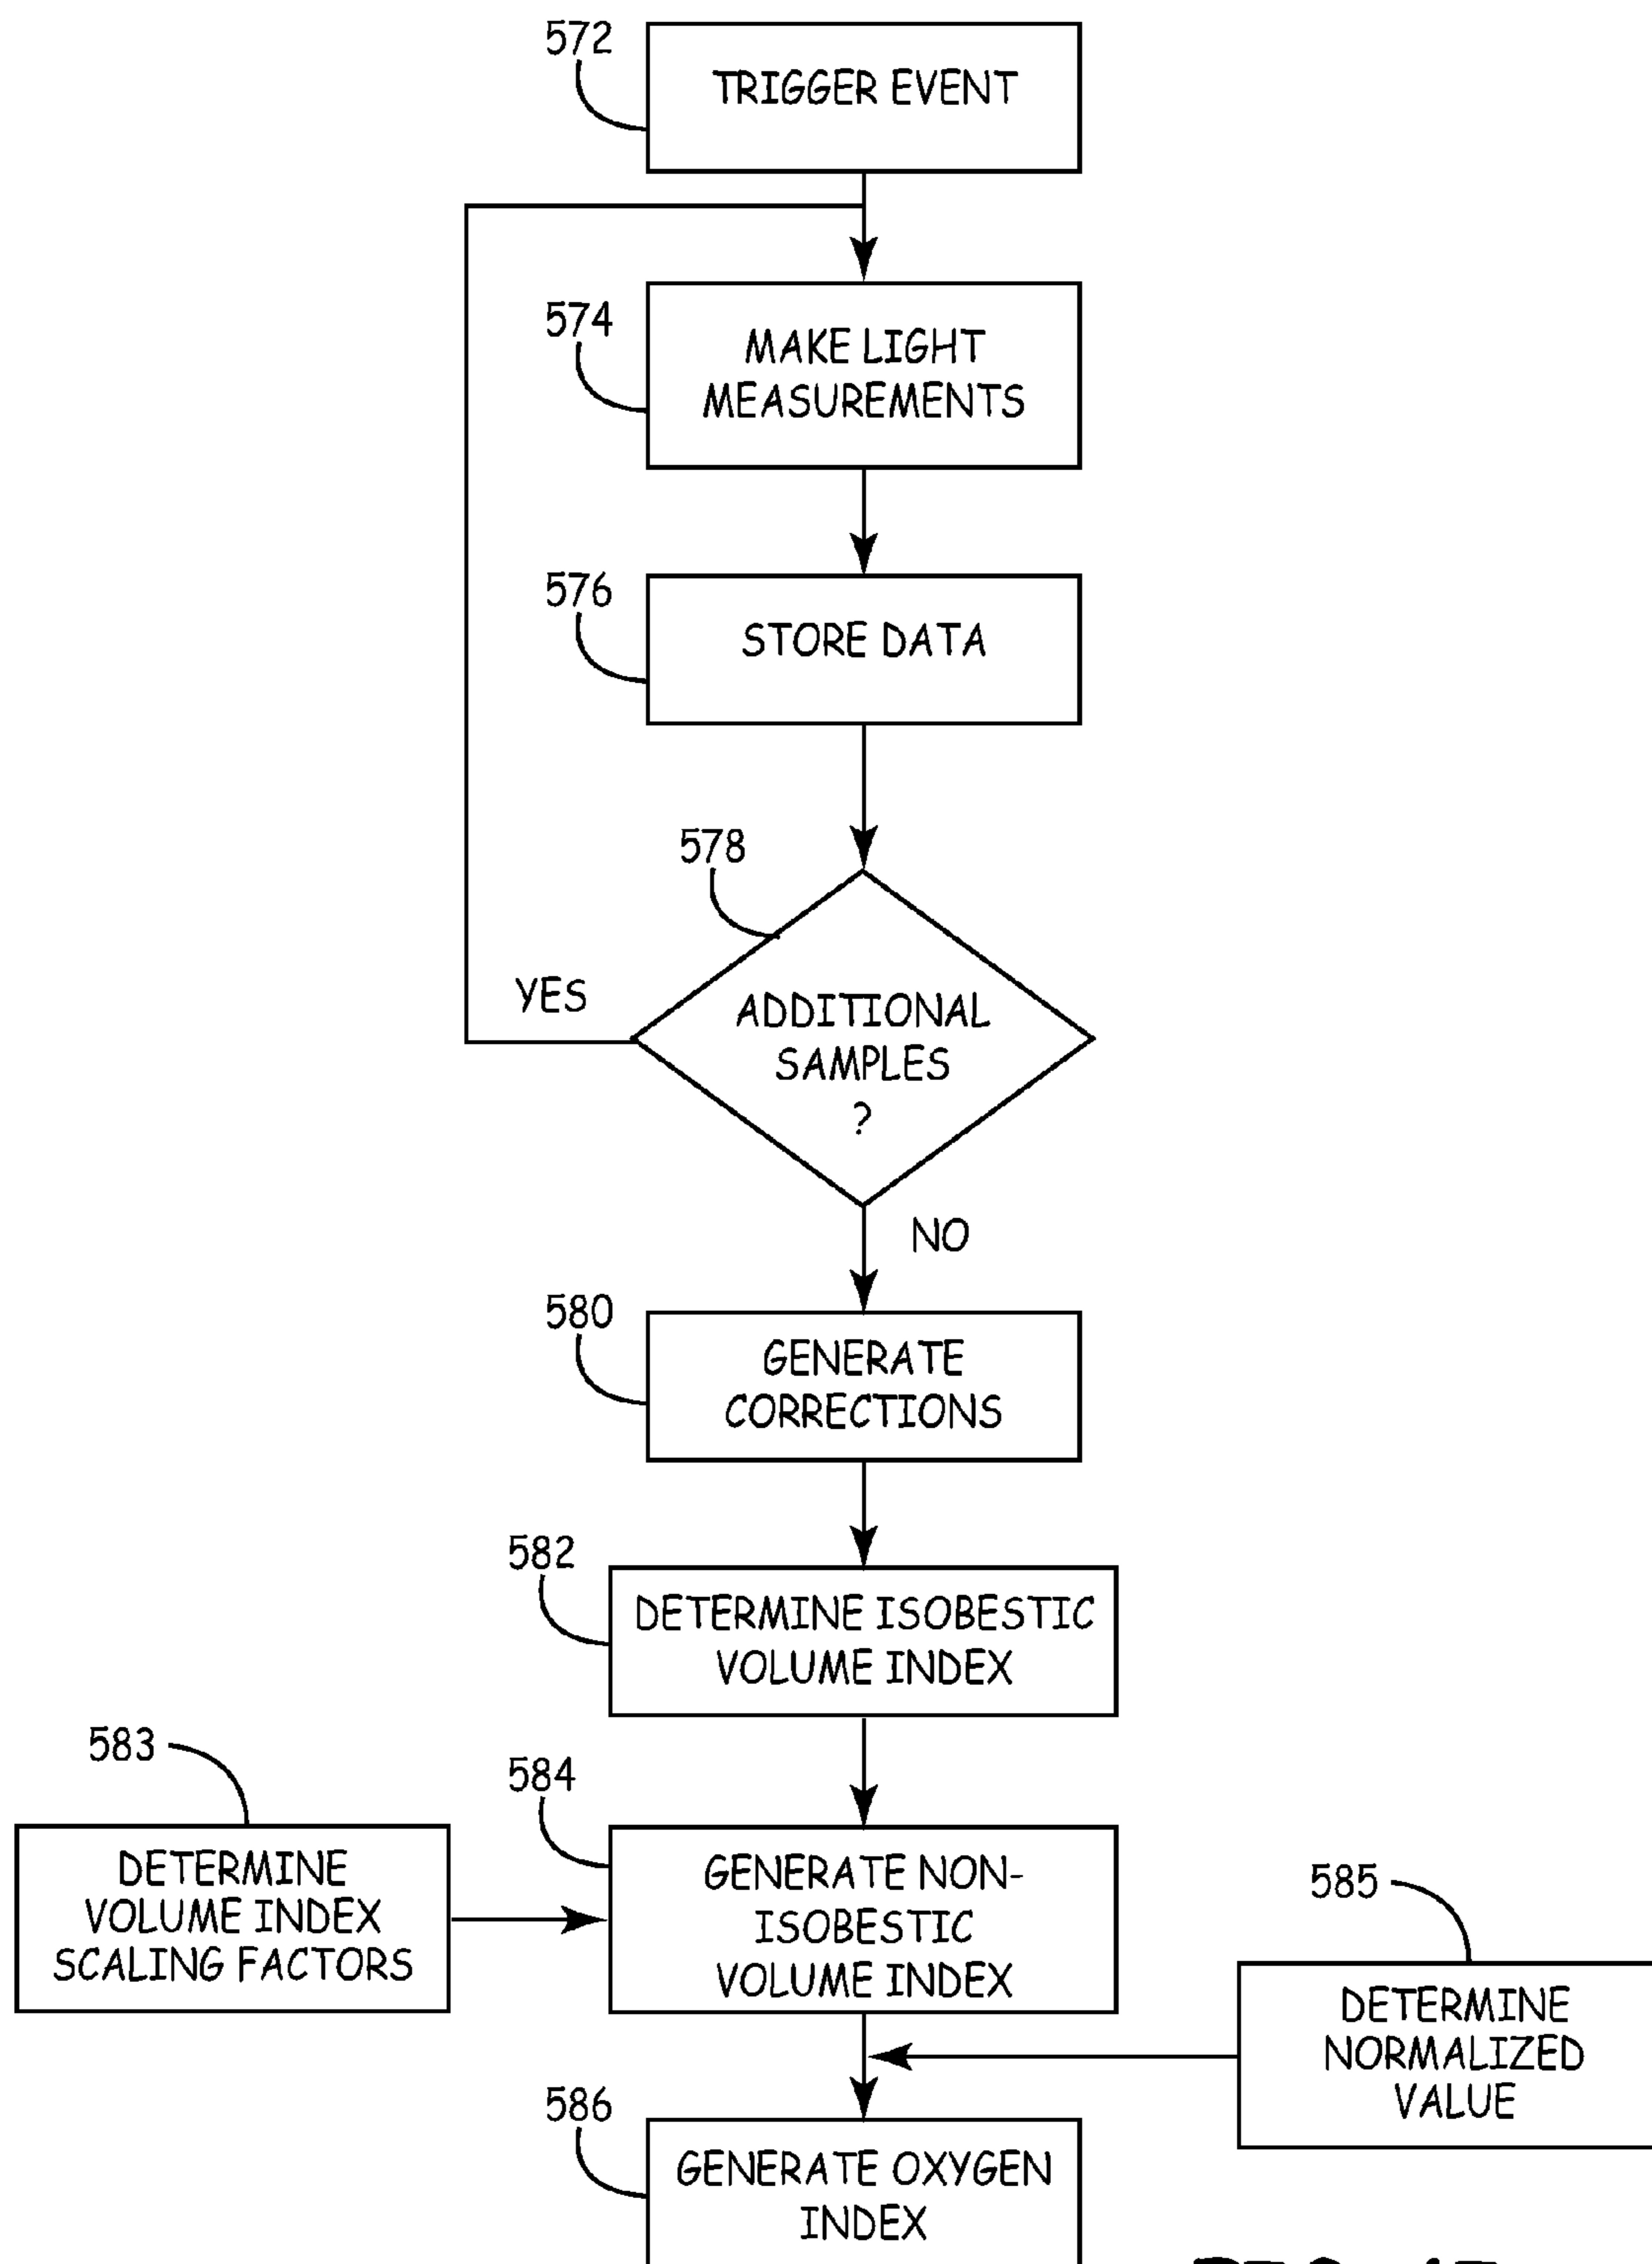 572
TRIGGER EVENT
574
MAKE LIGHT
MEASUREMENTS
576
STORE DATA
578
YES
ADDITIONAL
SAMPLES
?
NO
580
GENERATE
CORRECTIONS
582
DETERMINE ISOBESTIC
VOLUME INDEX
583
DETERMINE
VOLUME INDEX
SCALING FACTORS
584
GENERATE NON-
ISOBESTIC
VOLUME INDEX
585
DETERMINE
NORMALIZED
VALUE
586
GENERATE OXYGEN
INDEX